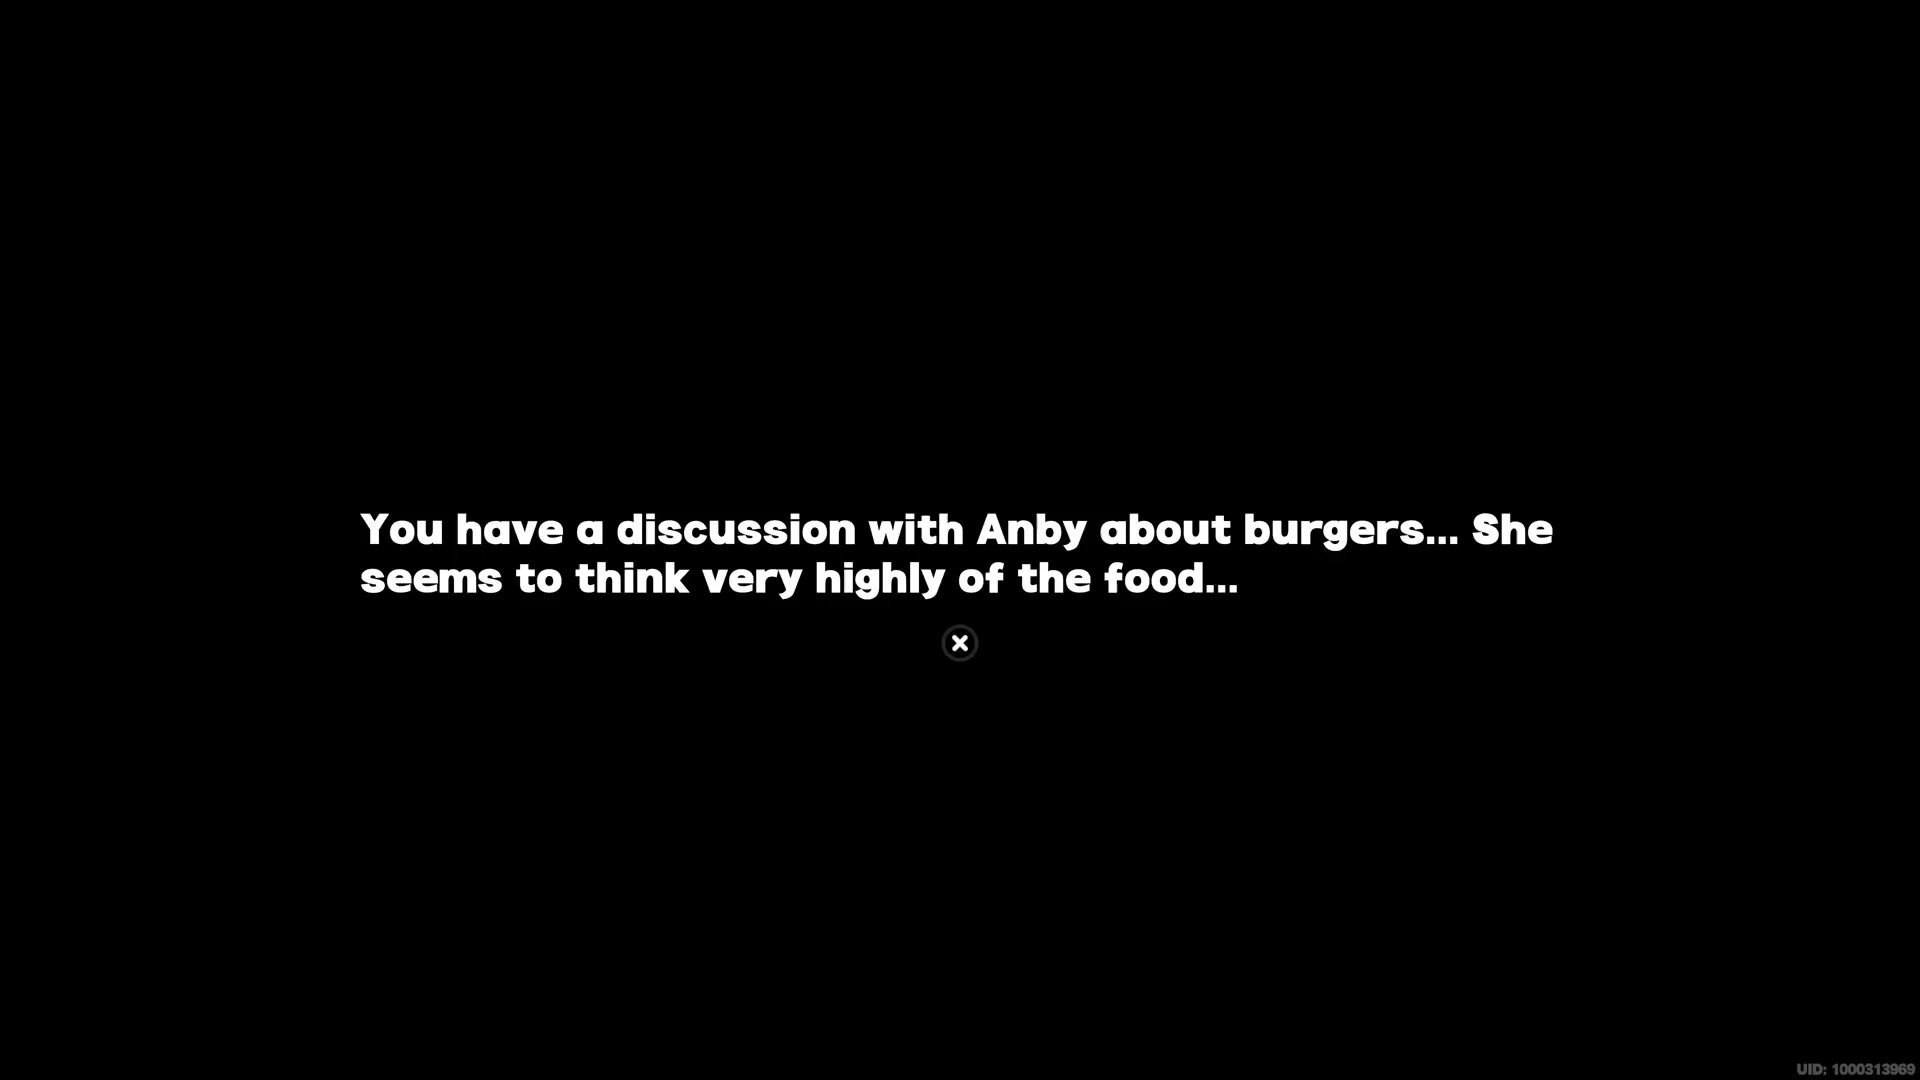 You have a discussion with Anby about burgers... She
seems to think very highly of the food...
UID: 1000313969